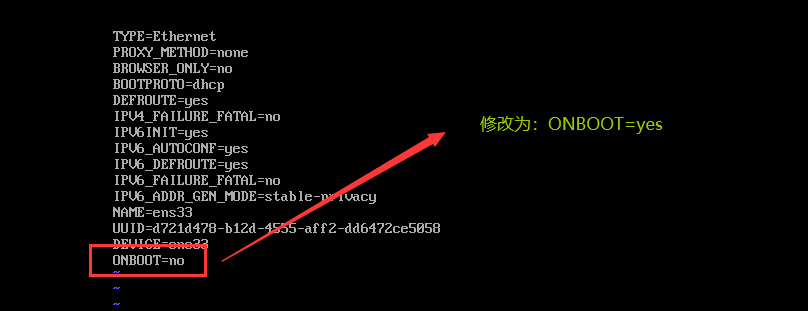 TYPE=Ethernet
PROXY_METHOD=none
BROWSER_ONLY=no
BOOTPROTO=dhcp
DEFROUTE=yes
IPV4_FAILURE_FATAL=no
IPV6INIT=yes
IPV6_AUTOCONF=yes
IPV6_DEFROUTE=yes
IPV6_FAILURE_FATAL=no
IPV6_ADDR_GEN_MODE=stable-privacy
NAME=ens33
UUID=d721d478-b12d-4555-aff2-dd6472ce5058
DEVICE=ens33
ONBOOT=no
~
~
~
修改为：ONBOOT=yes